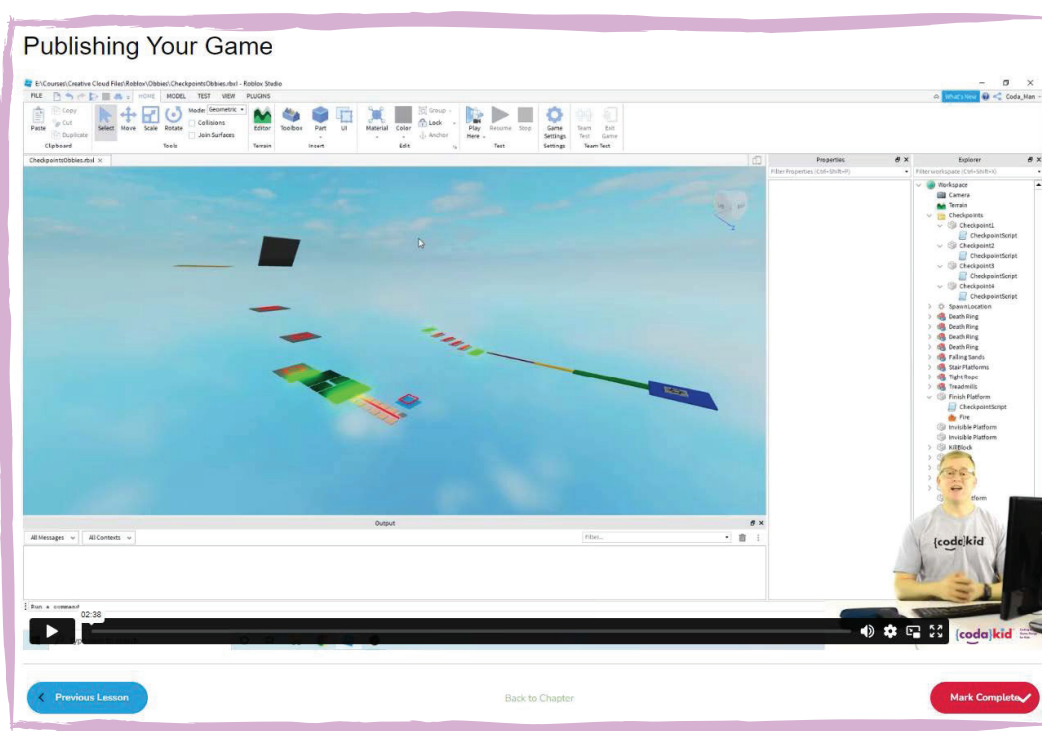 Publishing Your Game
E:\Courses\Creative Cloud Files\Roblox\Obbies\CheckpointsObbies.rbxl - Roblox Studio
FILE HOME MODEL TEST VIEW PLUGINS
What's New Coda_Man
Copy
Cut
Duplicate
Paste
Select Move Scale Rotate
Mode: Geometric
Collisions
Join Surfaces
Editor Toolbox Part UI
Material Color
Group
Lock
Anchor
Play Here Resume Stop
Game Settings
Team Test
Exit Game
Clipboard Tools Terrain Insert Edit Test Settings Team Test
CheckpointsObbies.rbxl ×
Properties
Filter Properties (Ctrl+Shift+P)
Explorer
Filter workspace (Ctrl+Shift+X)
Workspace
Camera
Terrain
Checkpoints
Checkpoint1
CheckpointScript
Checkpoint2
CheckpointScript
Checkpoint3
CheckpointScript
Checkpoint4
CheckpointScript
SpawnLocation
Death Ring
Death Ring
Death Ring
Death Ring
Falling Sands
Stair Platforms
Tight Rope
Treadmills
Finish Platform
CheckpointScript
Fire
Invisible Platform
Invisible Platform
KillBlock
Output
All Messages All Contexts Filter...
Run a command
02:38
{coda}kid
{coda}kid
Previous Lesson
Back to Chapter
Mark Complete